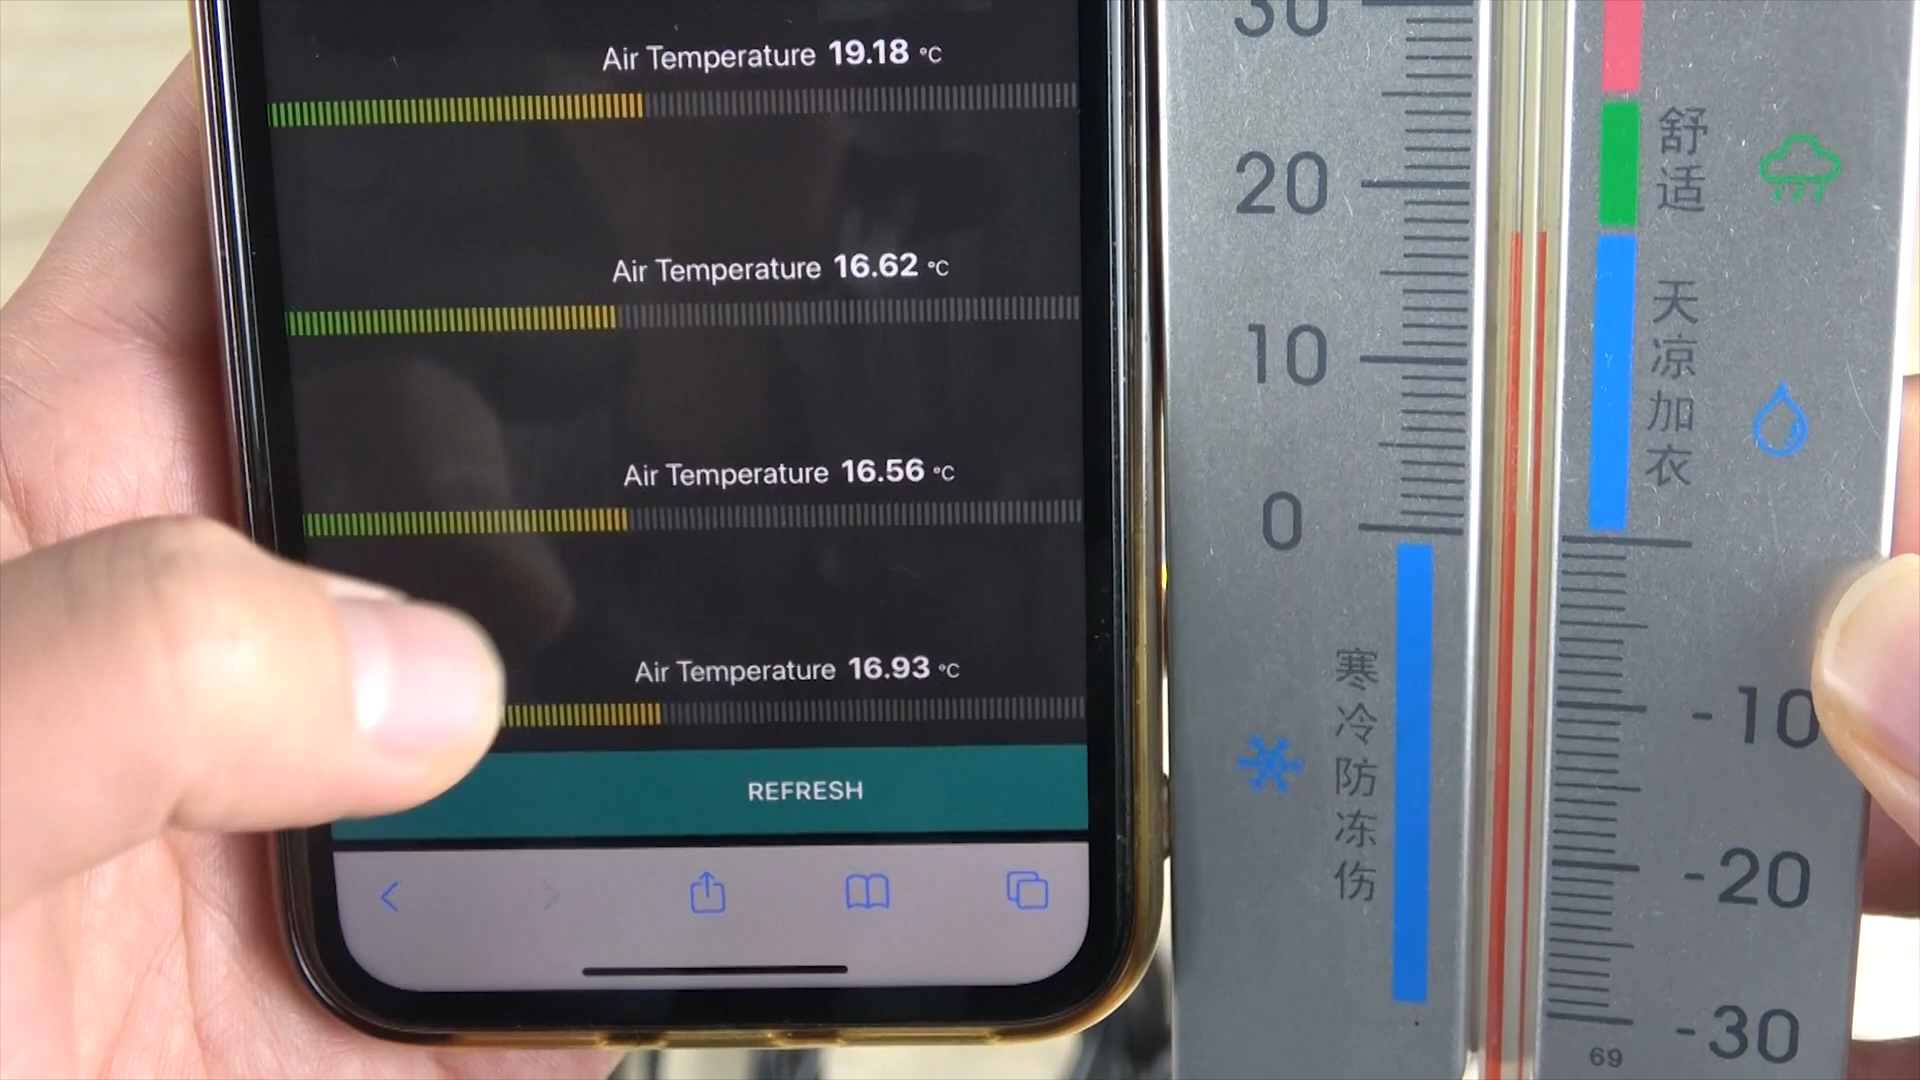 Air Temperature 19.18 °C
Air Temperature 16.62 °C
Air Temperature 16.56 °C
Air Temperature 16.93 °C
REFRESH
30
20
10
0
舒适
天凉加衣
寒冷防冻伤
-10
-20
-30
69